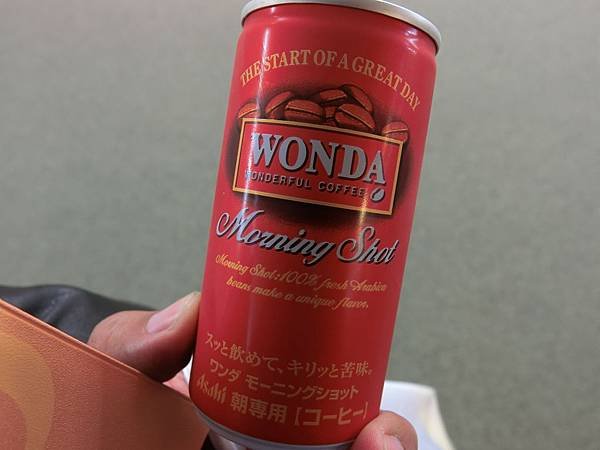 THE START OF A GREAT DAY
WONDA
WONDERFUL COFFEE
Morning Shot
Morning Shot:100% fresh Arabica
beans make a unique flavor.
スッと飲めて、キリッと苦味。
ワンダ モーニングショット
Asahi 朝専用 [コーヒー]